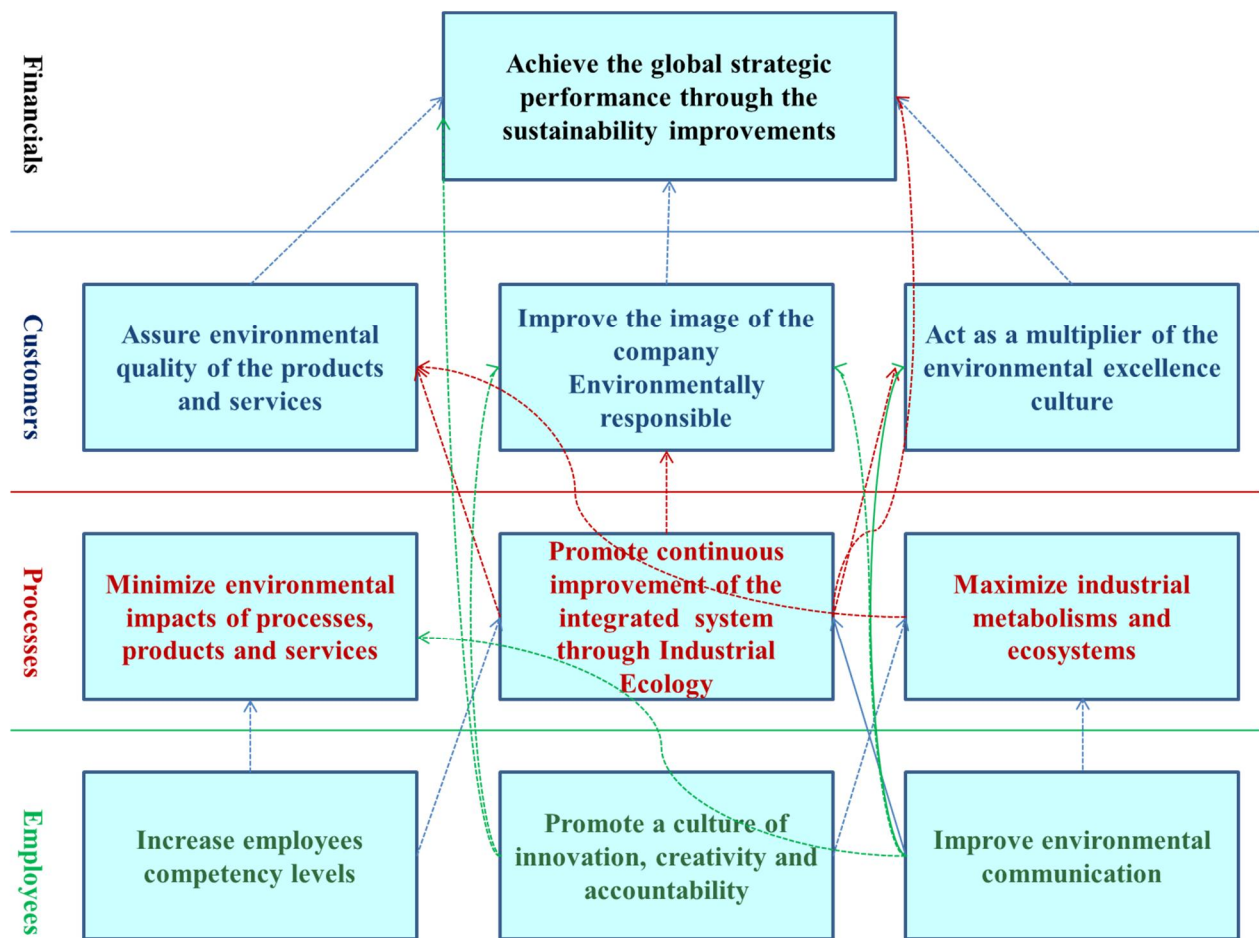 Financials
Achieve the global strategic
performance through the
sustainability improvements
Customers
Assure environmental
quality of the products
and services
Improve the image of the
company
Environmentally
responsible
Act as a multiplier of the
environmental excellence
culture
Processes
Minimize environmental
impacts of processes,
products and services
Promote continuous
improvement of the
integrated system
through Industrial
Ecology
Maximize industrial
metabolisms and
ecosystems
Employees
Increase employees
competency levels
Promote a culture of
innovation, creativity and
accountability
Improve environmental
communication